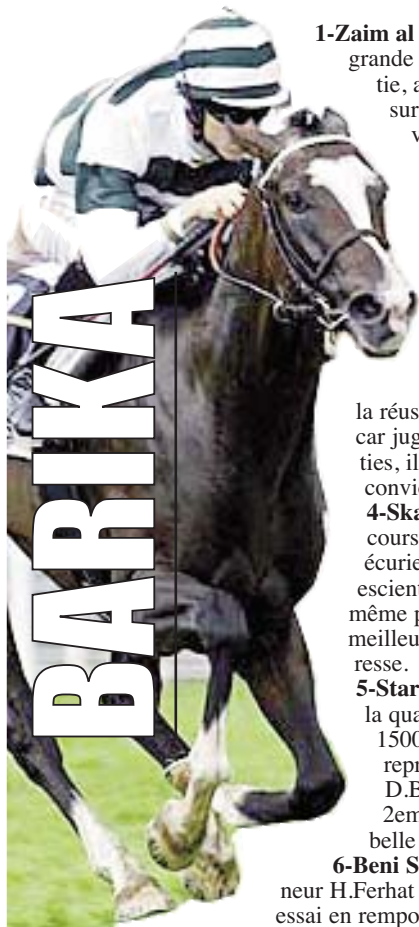 1-Zaim al
grande
tie, a
sur
v
BARIKA
la réus
car jug
ties, il
convic
4-Ska
cours
écurie
escient
même p
meilleu
resse.
5-Star
la qua
1500
repr
D.B
2em
belle
6-Beni S
neur H.Ferhat
essai en rempo